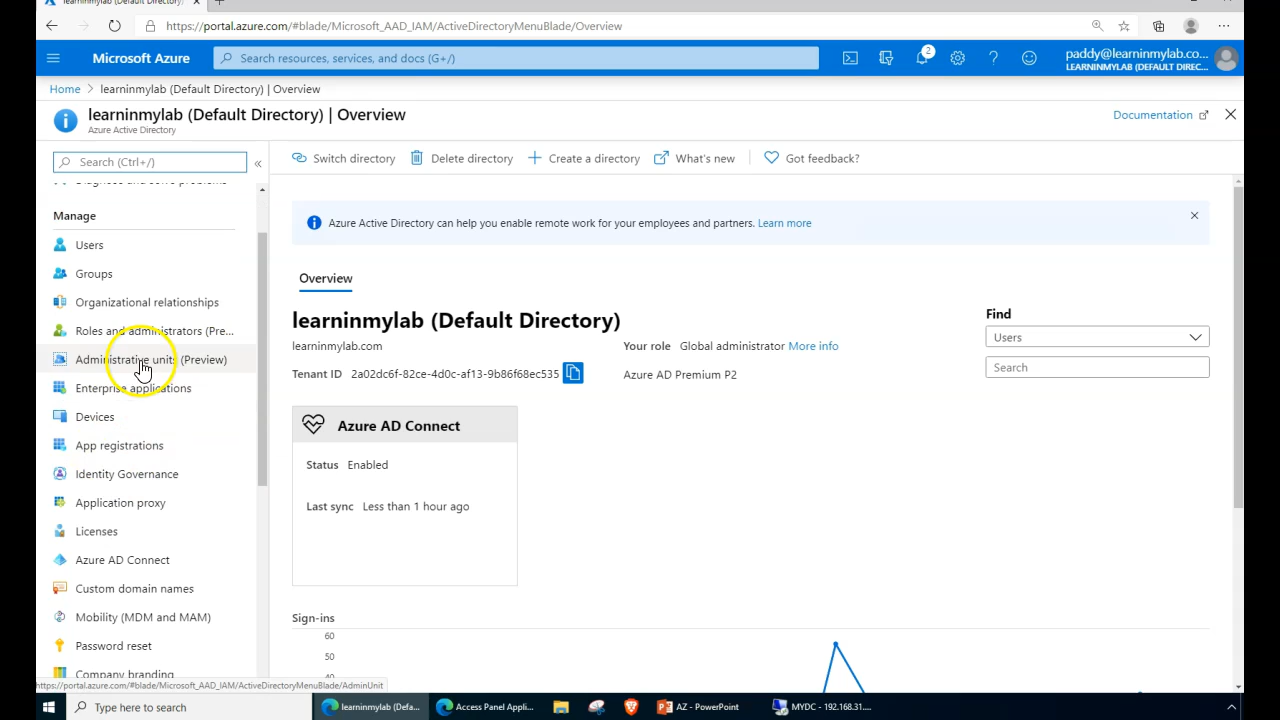 learninmylab (Default Directory)
https://portal.azure.com/#blade/Microsoft_AAD_IAM/ActiveDirectoryMenuBlade/Overview
Microsoft Azure
Search resources, services, and docs (G+/)
2
paddy@learninmylab.co...
LEARNINMYLAB (DEFAULT DIREC...
Home > learninmylab (Default Directory) | Overview
learninmylab (Default Directory) | Overview
Azure Active Directory
Documentation
Search (Ctrl+/)
«
Switch directory
Delete directory
Create a directory
What's new
Got feedback?
Diagnose and solve problems
Manage
Users
Groups
Organizational relationships
Roles and administrators (Pre...
Administrative units (Preview)
Enterprise applications
Devices
App registrations
Identity Governance
Application proxy
Licenses
Azure AD Connect
Custom domain names
Mobility (MDM and MAM)
Password reset
Company branding
Azure Active Directory can help you enable remote work for your employees and partners. Learn more
Overview
learninmylab (Default Directory)
learninmylab.com
Your role Global administrator More info
Tenant ID 2a02dc6f-82ce-4d0c-af13-9b86f68ec535
Azure AD Premium P2
Find
Users
Search
Azure AD Connect
Status Enabled
Last sync Less than 1 hour ago
Sign-ins
60
50
https://portal.azure.com/#blade/Microsoft_AAD_IAM/ActiveDirectoryMenuBlade/AdminUnit
Type here to search
learninmylab (Defa...
Access Panel Appli...
AZ - PowerPoint
MYDC - 192.168.31....